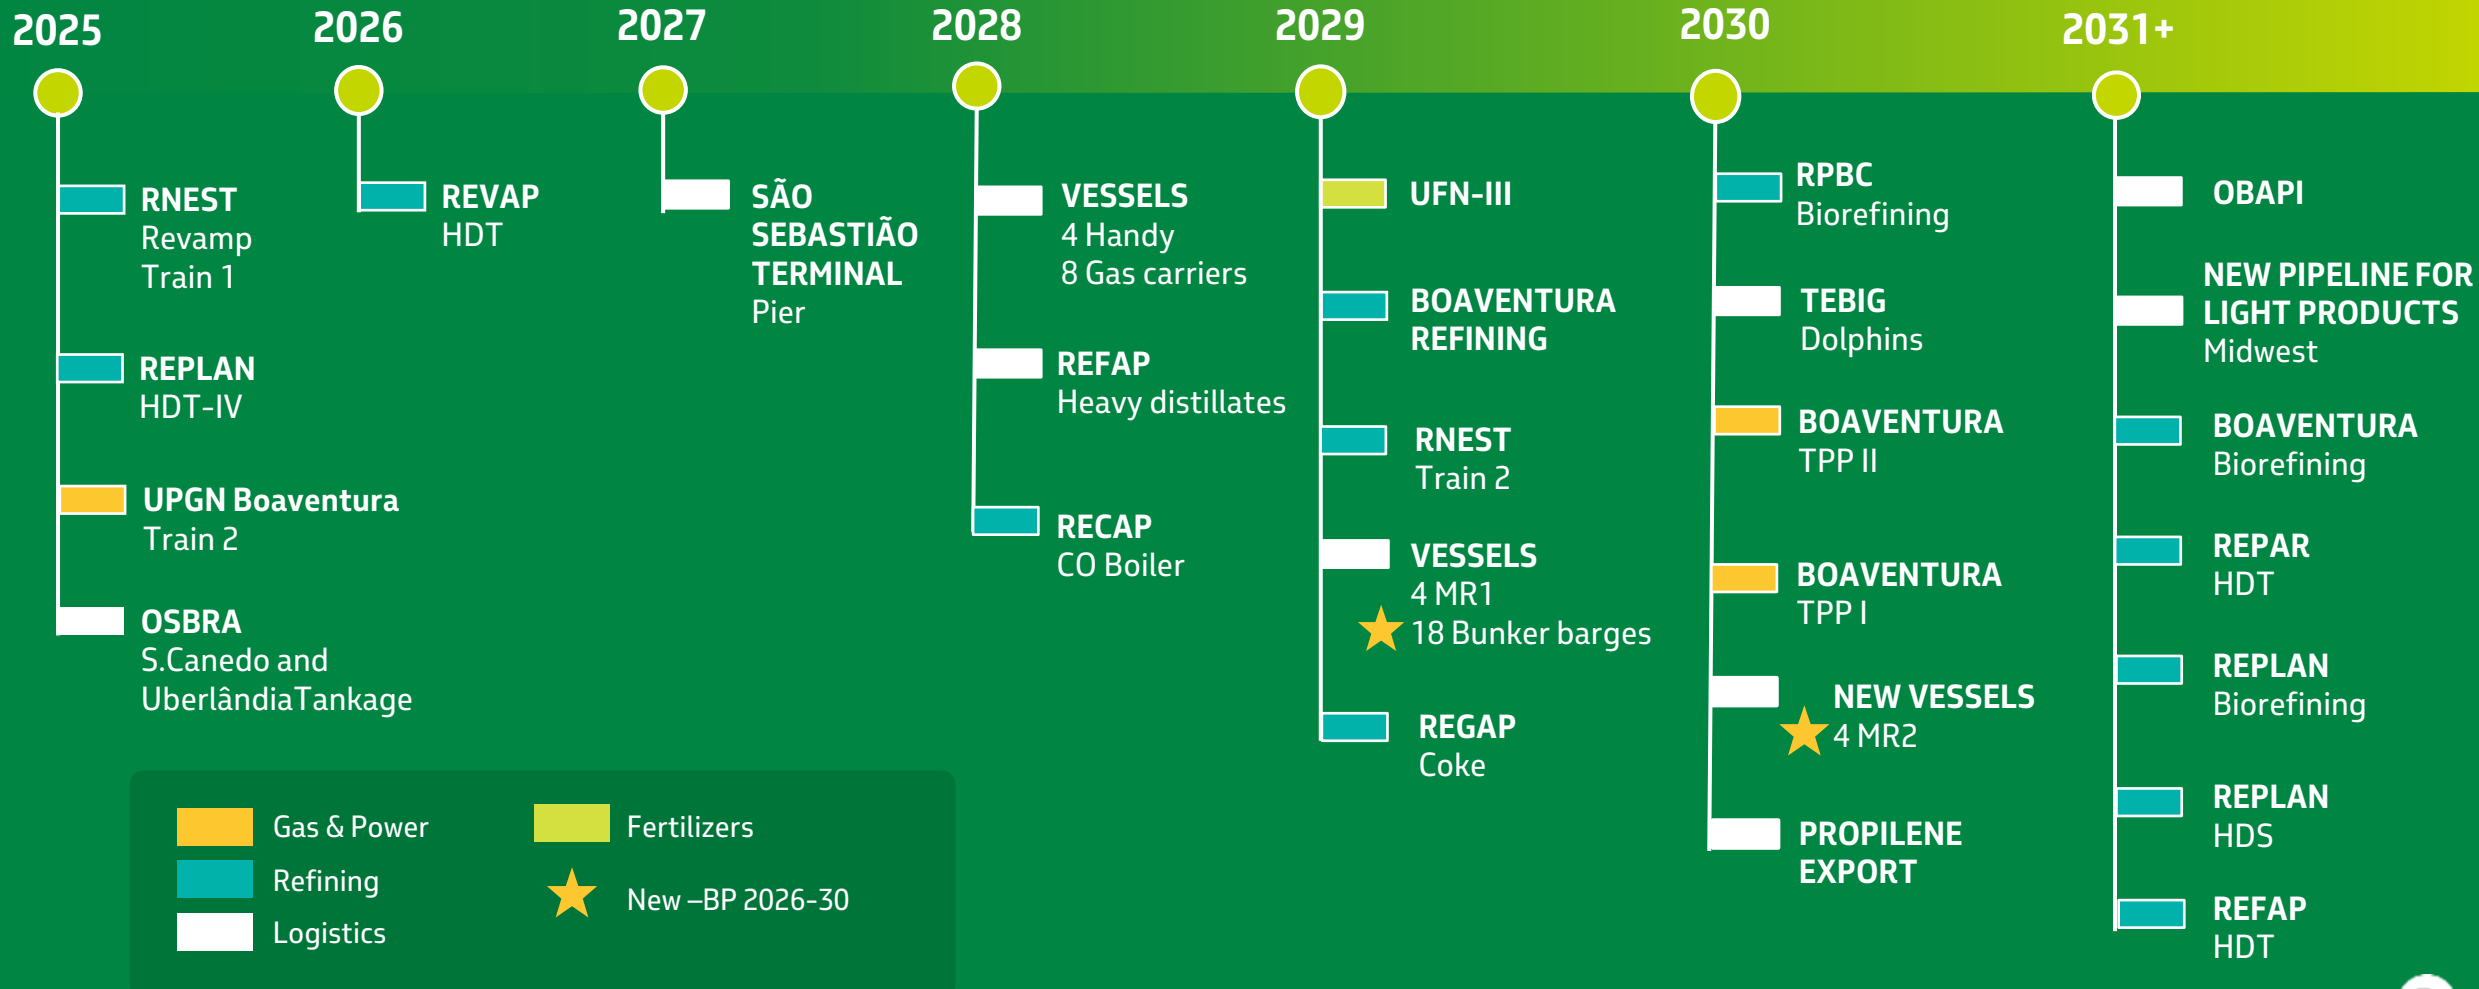 2025
RNEST
Revamp
Train 1
REPLAN
HDT-IV
UPGN Boaventura
Train 2
OSBRA
S.Canedo and
UberlândiaTankage
2026
REVAP
HDT
2027
SÃO
SEBASTIÃO
TERMINAL
Pier
2028
VESSELS
4 Handy
8 Gas carriers
REFAP
Heavy distillates
RECAP
CO Boiler
2029
UFN-III
BOAVENTURA
REFINING
RNEST
Train 2
VESSELS
4 MR1
18 Bunker barges
REGAP
Coke
2030
RPBC
Biorefining
TEBIG
Dolphins
BOAVENTURA
TPP II
BOAVENTURA
TPP I
NEW VESSELS
4 MR2
PROPILENE
EXPORT
2031+
OBAPI
NEW PIPELINE FOR
LIGHT PRODUCTS
Midwest
BOAVENTURA
Biorefining
REPAR
HDT
REPLAN
Biorefining
REPLAN
HDS
REFAP
HDT
Gas & Power
Refining
Logistics
Fertilizers
New –BP 2026-30